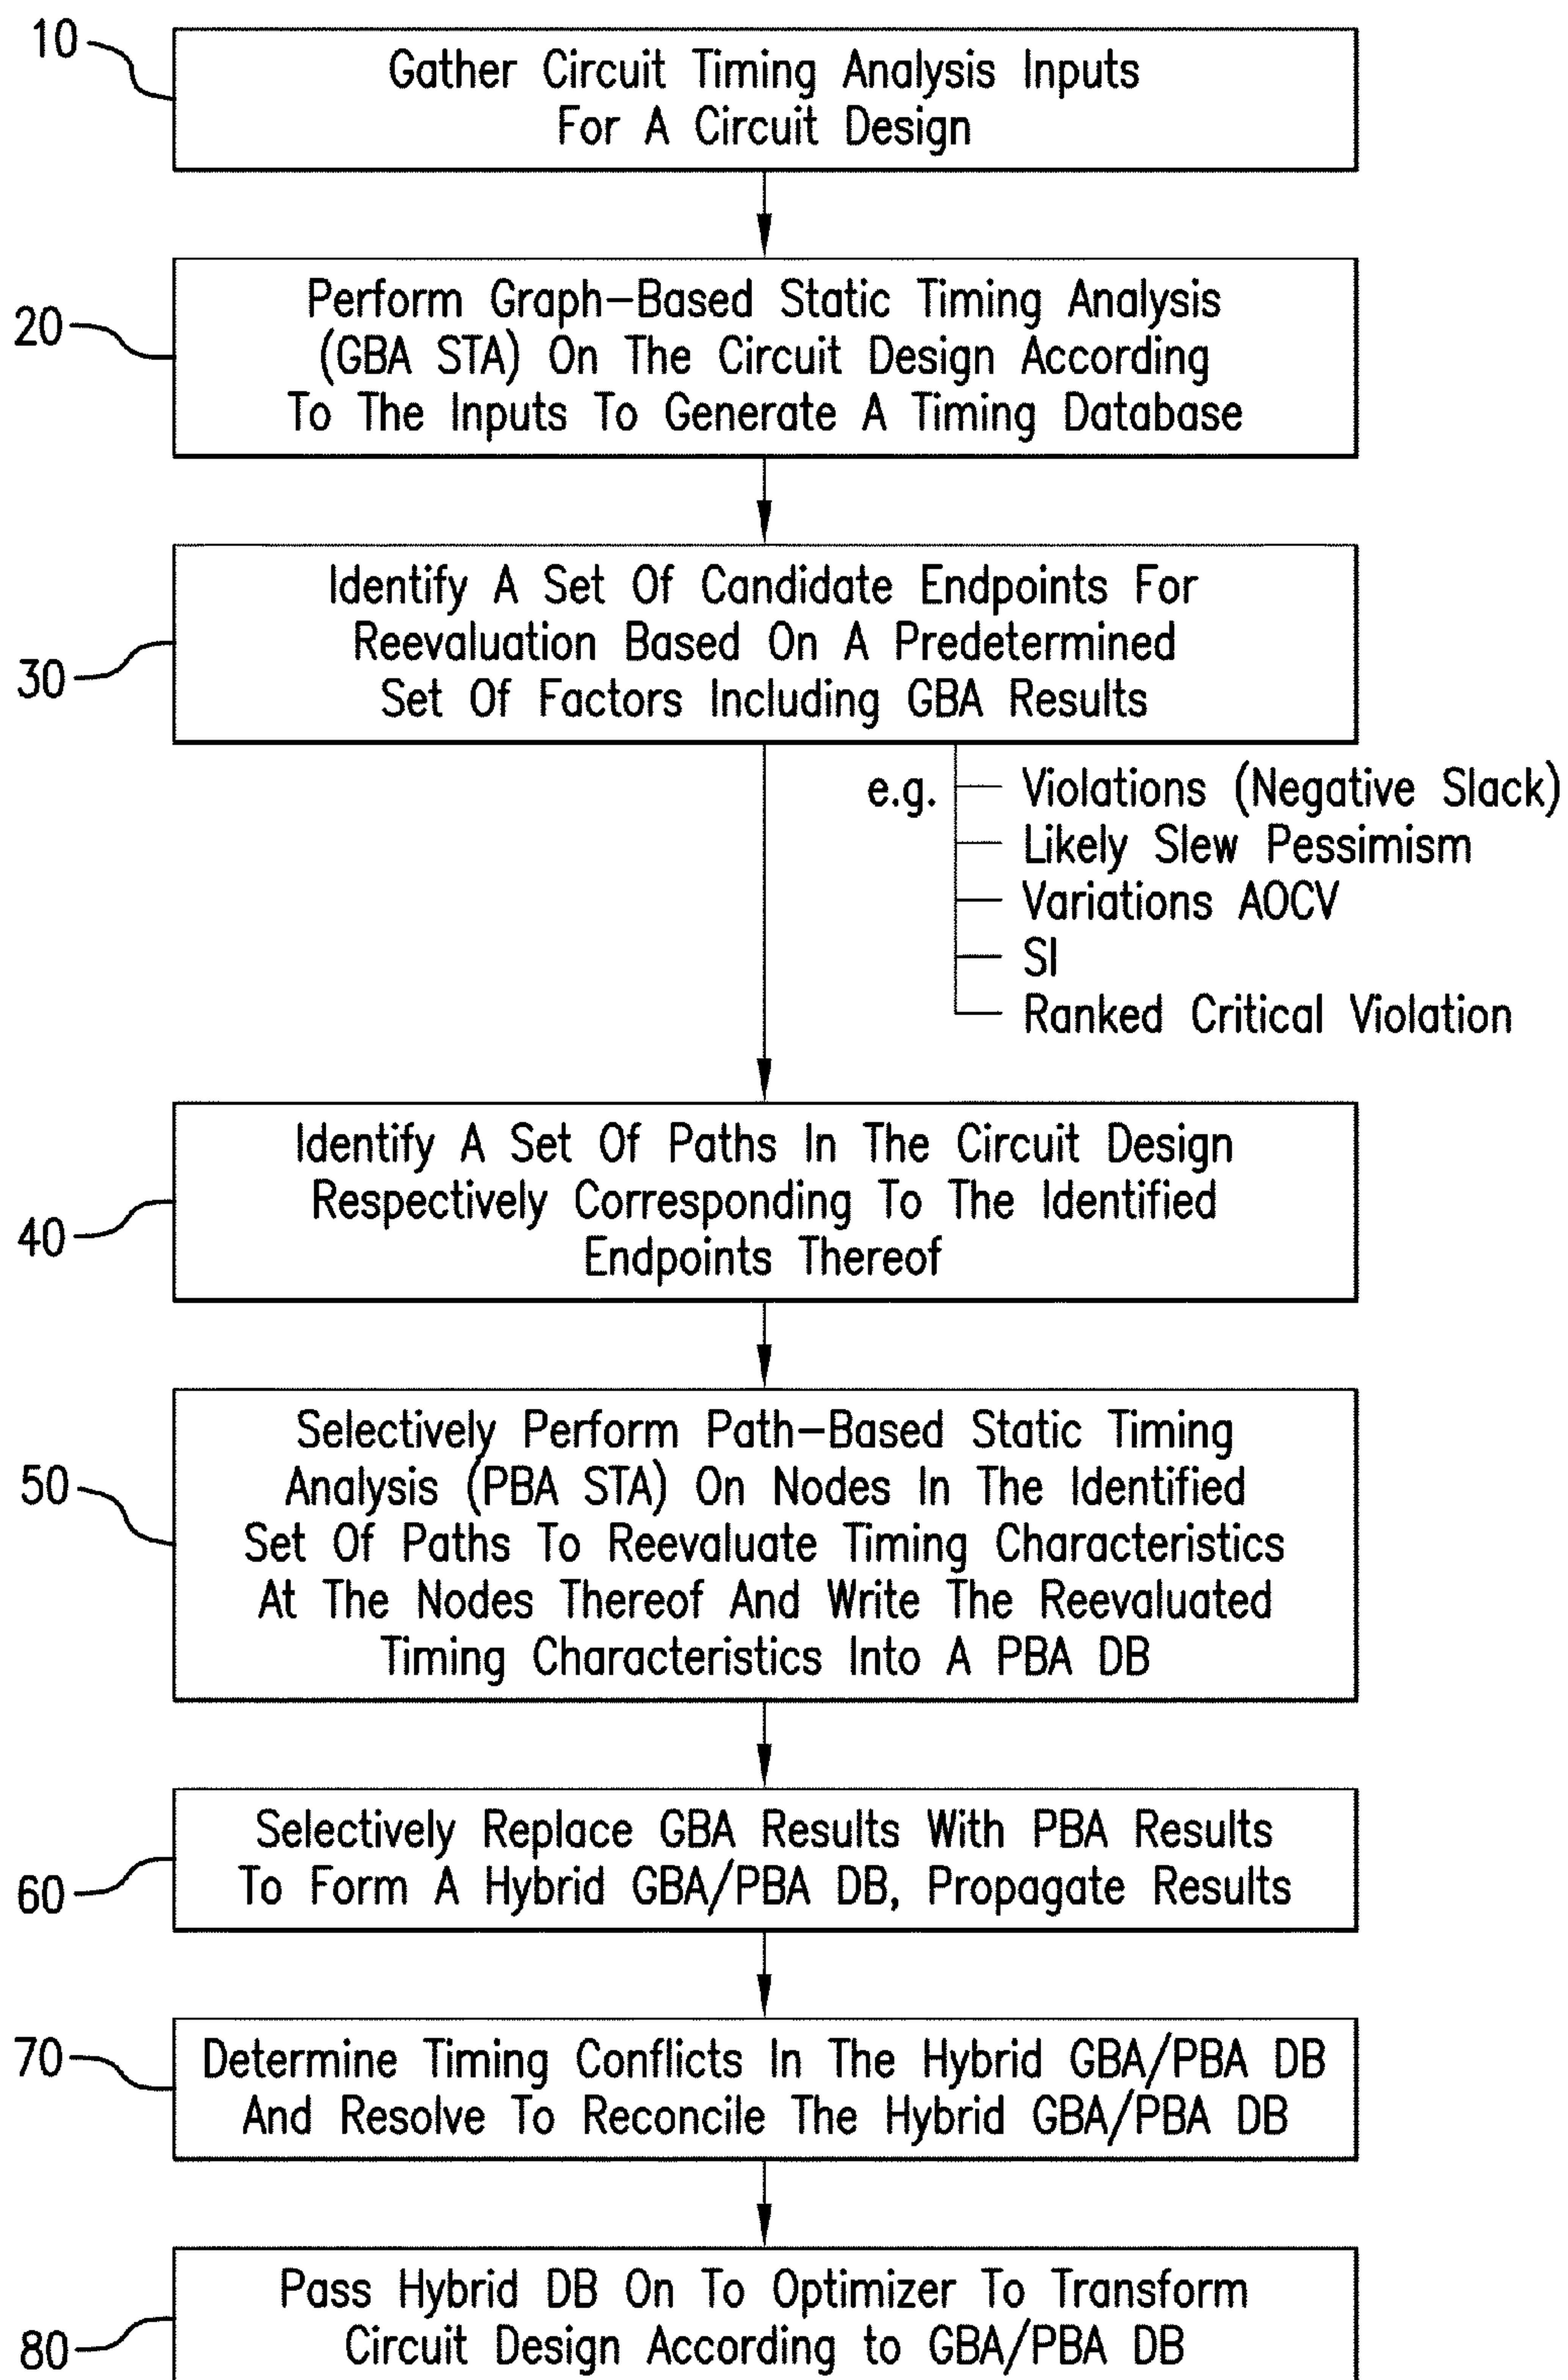 10
Gather Circuit Timing Analysis Inputs
For A Circuit Design
20
Perform Graph-Based Static Timing Analysis
(GBA STA) On The Circuit Design According
To The Inputs To Generate A Timing Database
30
Identify A Set Of Candidate Endpoints For
Reevaluation Based On A Predetermined
Set Of Factors Including GBA Results
e.g.
Violations (Negative Slack)
Likely Slew Pessimism
Variations AOCV
SI
Ranked Critical Violation
40
Identify A Set Of Paths In The Circuit Design
Respectively Corresponding To The Identified
Endpoints Thereof
50
Selectively Perform Path-Based Static Timing
Analysis (PBA STA) On Nodes In The Identified
Set Of Paths To Reevaluate Timing Characteristics
At The Nodes Thereof And Write The Reevaluated
Timing Characteristics Into A PBA DB
60
Selectively Replace GBA Results With PBA Results
To Form A Hybrid GBA/PBA DB, Propagate Results
70
Determine Timing Conflicts In The Hybrid GBA/PBA DB
And Resolve To Reconcile The Hybrid GBA/PBA DB
80
Pass Hybrid DB On To Optimizer To Transform
Circuit Design According to GBA/PBA DB